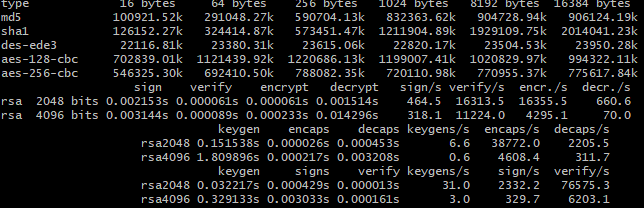 type 16 bytes 64 bytes 256 bytes 1024 bytes 8192 bytes 16384 bytes
md5 100921.52k 291048.27k 590704.13k 832363.62k 904728.94k 906124.19k
sha1 126152.27k 324414.87k 573451.47k 1211904.89k 1929109.75k 2014041.23k
des-ede3 22116.81k 23380.31k 23615.06k 22820.17k 23504.53k 23950.28k
aes-128-cbc 702839.01k 1121439.92k 1220686.13k 1199007.41k 1020829.97k 994322.11k
aes-256-cbc 546325.30k 692410.50k 788082.35k 720110.98k 770955.37k 775617.84k
sign verify encrypt decrypt sign/s verify/s encr./s decr./s
rsa 2048 bits 0.002153s 0.000061s 0.000061s 0.001514s 464.5 16313.5 16355.5 660.6
rsa 4096 bits 0.003144s 0.000089s 0.000233s 0.014296s 318.1 11224.0 4295.1 70.0
keygen encaps decaps keygens/s encaps/s decaps/s
rsa2048 0.151538s 0.000026s 0.000453s 6.6 38772.0 2205.5
rsa4096 1.809896s 0.000217s 0.003208s 0.6 4608.4 311.7
keygen signs verify keygens/s sign/s verify/s
rsa2048 0.032217s 0.000429s 0.000013s 31.0 2332.2 76575.3
rsa4096 0.329133s 0.003033s 0.000161s 3.0 329.7 6203.1